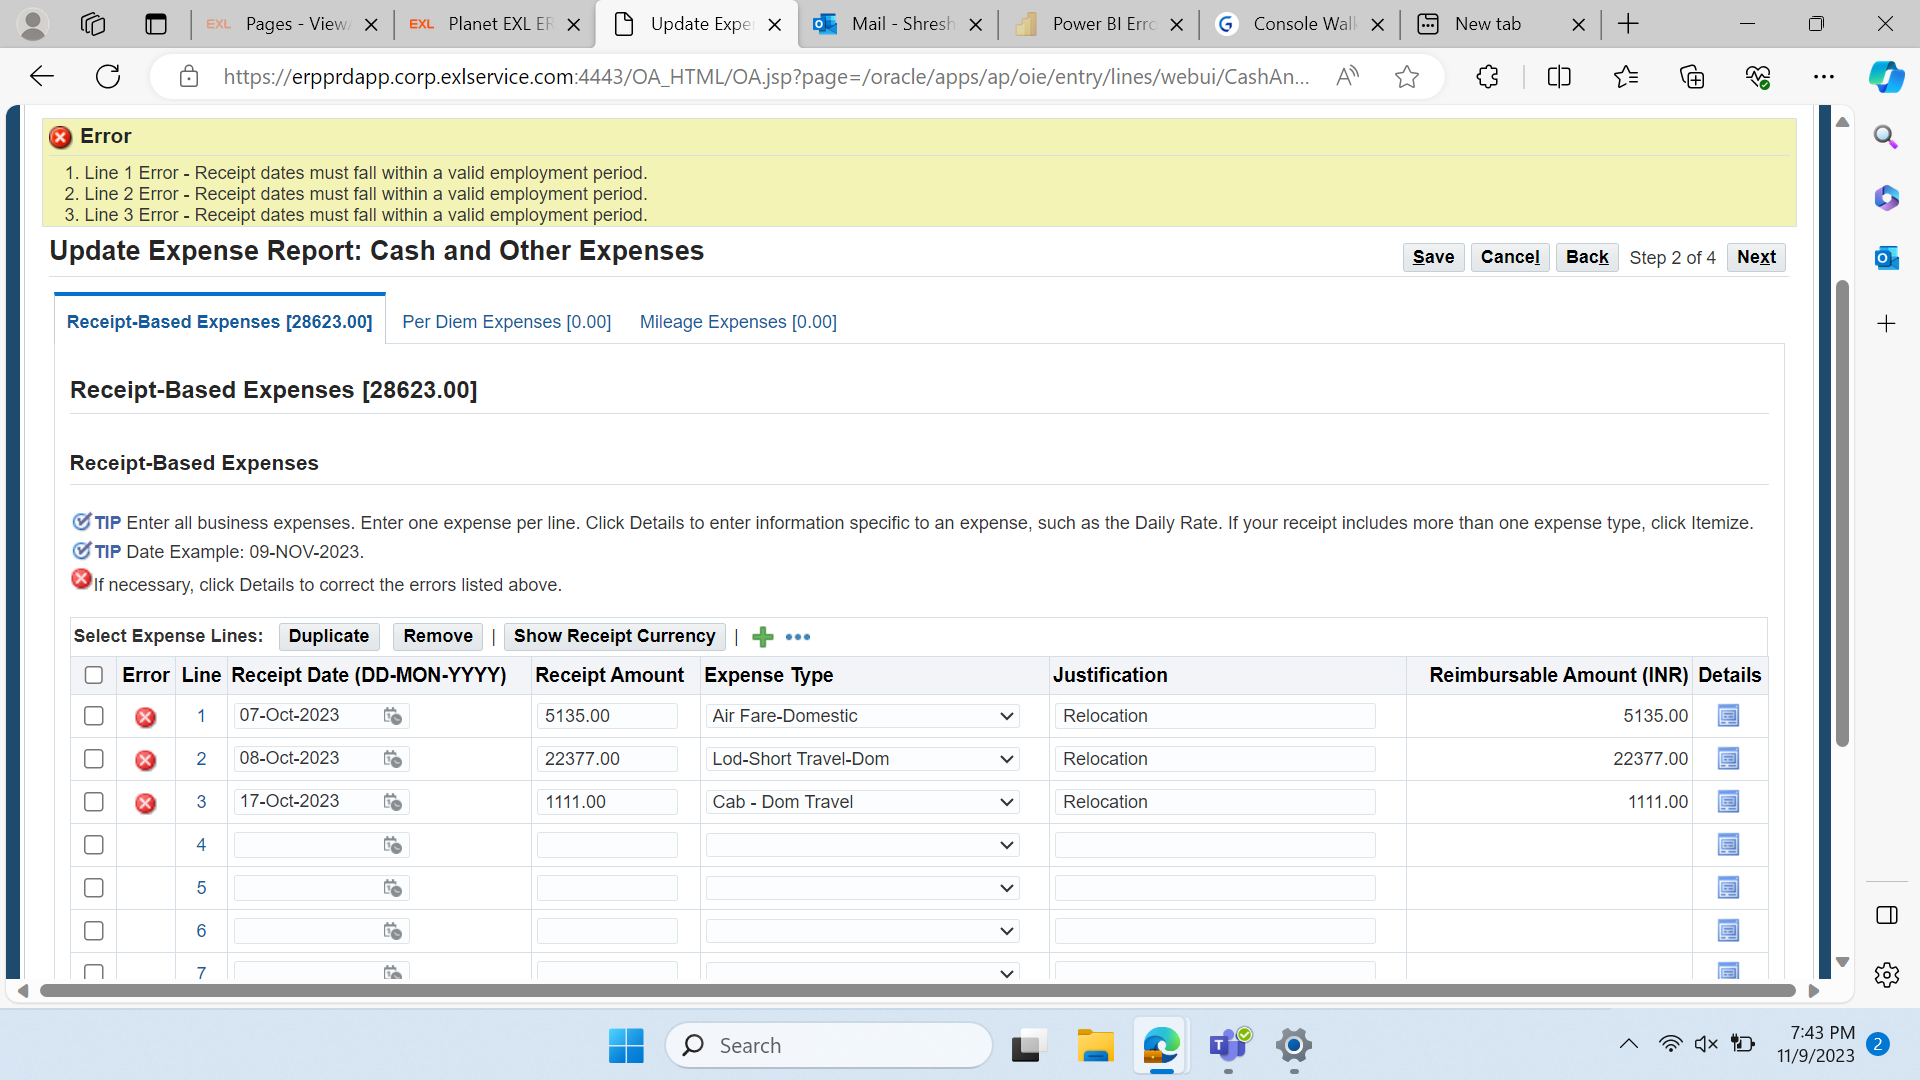 EXL Pages - View
EXL Planet EXL ER
Update Expe
Mail - Shresh
Power BI Erro
Console Walk
New tab
https://erpprdapp.corp.exlservice.com:4443/OA_HTML/OA.jsp?page=/oracle/apps/ap/oie/entry/lines/webui/CashAn...
Error
1. Line 1 Error - Receipt dates must fall within a valid employment period.
2. Line 2 Error - Receipt dates must fall within a valid employment period.
3. Line 3 Error - Receipt dates must fall within a valid employment period.
Update Expense Report: Cash and Other Expenses
Save Cancel Back Step 2 of 4 Next
Receipt-Based Expenses [28623.00] Per Diem Expenses [0.00] Mileage Expenses [0.00]
Receipt-Based Expenses [28623.00]
Receipt-Based Expenses
TIP Enter all business expenses. Enter one expense per line. Click Details to enter information specific to an expense, such as the Daily Rate. If your receipt includes more than one expense type, click Itemize.
TIP Date Example: 09-NOV-2023.
If necessary, click Details to correct the errors listed above.
Select Expense Lines: Duplicate Remove | Show Receipt Currency |
Error Line Receipt Date (DD-MON-YYYY) Receipt Amount Expense Type Justification Reimbursable Amount (INR) Details
1 07-Oct-2023 5135.00 Air Fare-Domestic Relocation 5135.00
2 08-Oct-2023 22377.00 Lod-Short Travel-Dom Relocation 22377.00
3 17-Oct-2023 1111.00 Cab - Dom Travel Relocation 1111.00
4
5
6
7
Search
7:43 PM
11/9/2023
2